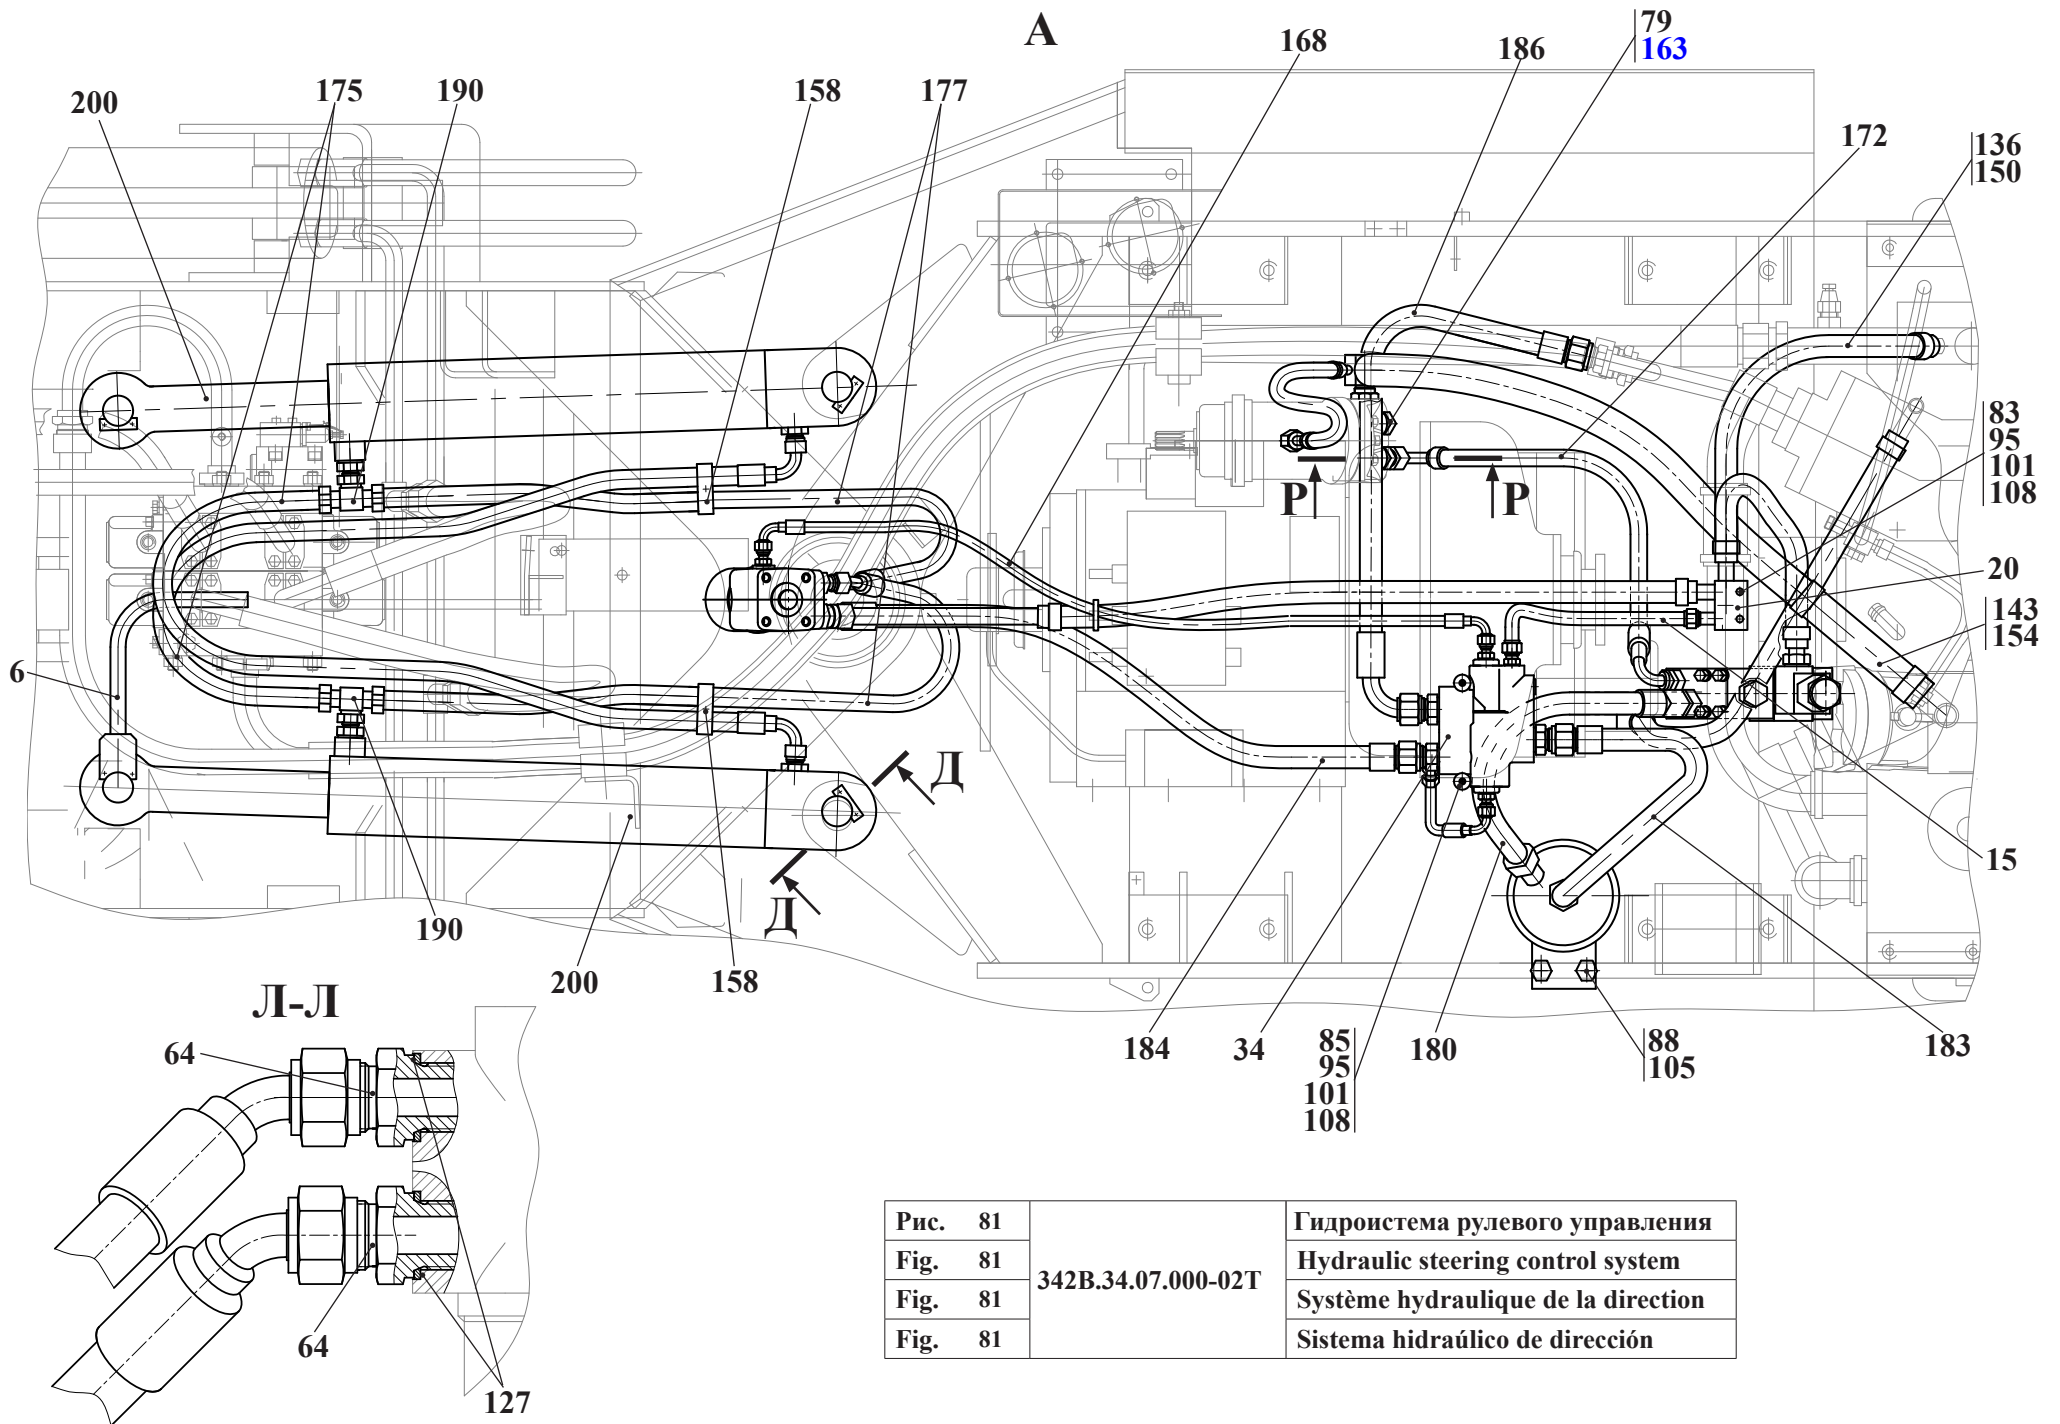 А
79
163
168
186
200
175
190
158
177
172
136
150
83
95
101
108
Р
Р
20
143
154
6
Д
Д
15
190
200
158
184
34
85
95
101
108
180
88
105
183
Л-Л
64
64
127
Рис. 81
Гидроистема рулевого управления
Fig. 81
Hydraulic steering control system
342В.34.07.000-02Т
Fig. 81
Système hydraulique de la direction
Fig. 81
Sistema hidraúlico de dirección